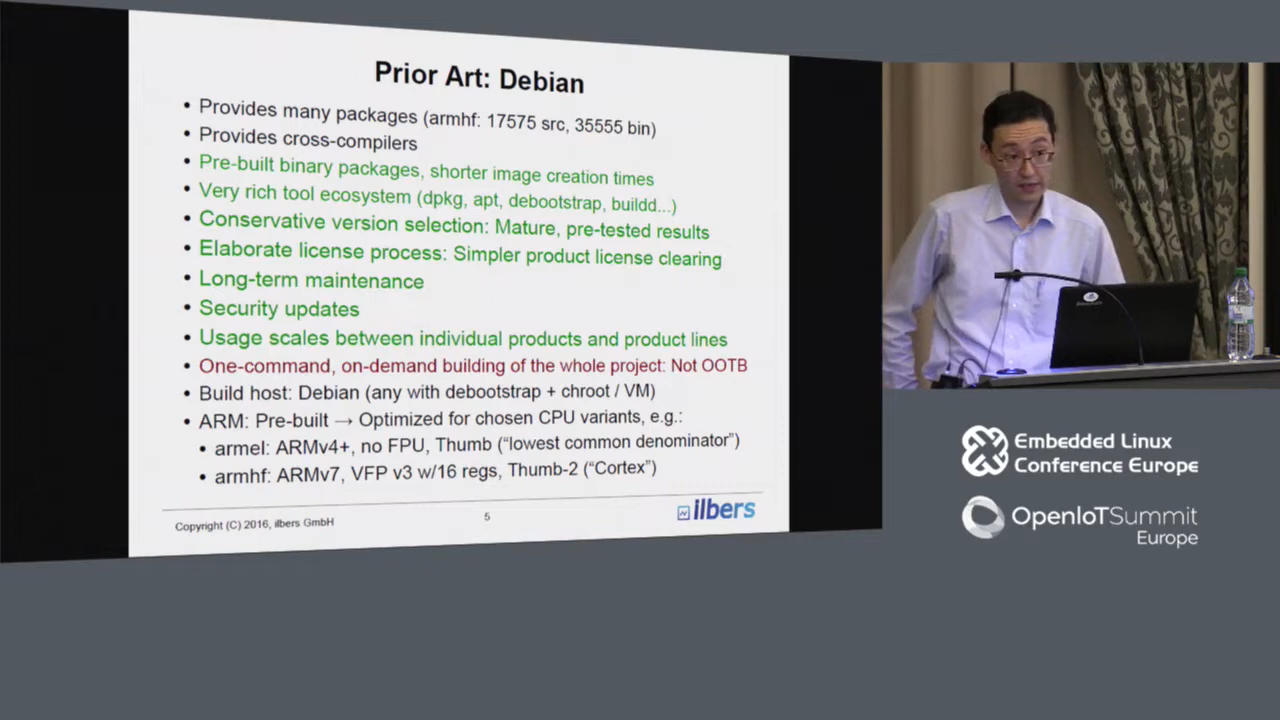 Prior Art: Debian
• Provides many packages (armhf: 17575 src, 35555 bin)
• Provides cross-compilers
• Pre-built binary packages, shorter image creation times
• Very rich tool ecosystem (dpkg, apt, debootstrap, buildd...)
• Conservative version selection: Mature, pre-tested results
• Elaborate license process: Simpler product license clearing
• Long-term maintenance
• Security updates
• Usage scales between individual products and product lines
• One-command, on-demand building of the whole project: Not OOTB
• Build host: Debian (any with debootstrap + chroot / VM)
• ARM: Pre-built → Optimized for chosen CPU variants, e.g.:
• armel: ARMv4+, no FPU, Thumb (“lowest common denominator”)
• armhf: ARMv7, VFP v3 w/16 regs, Thumb-2 (“Cortex”)
Copyright (C) 2016, ilbers GmbH
5
ilbers
Embedded Linux
Conference Europe
OpenIoTSummit
Europe